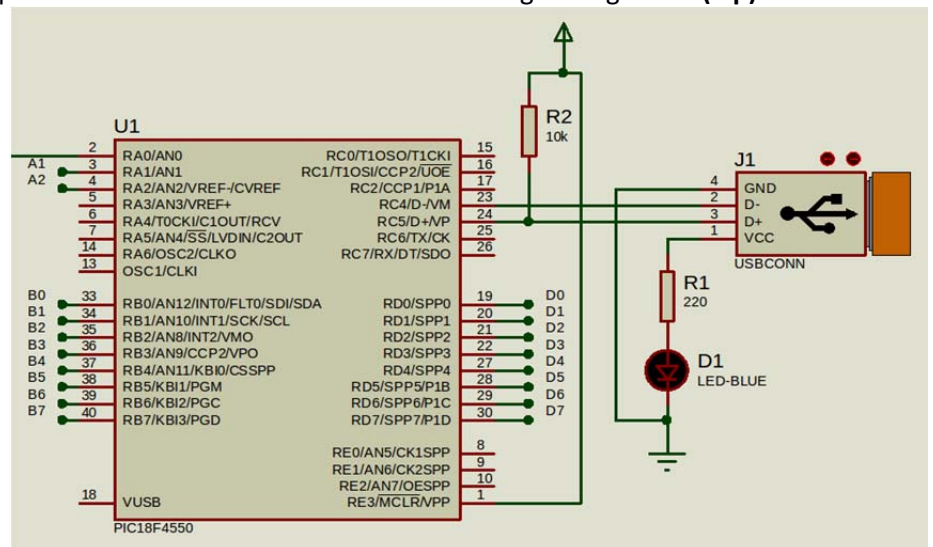 U1
2 RA0/AN0
A1 3 RA1/AN1
A2 4 RA2/AN2/VREF-/CVREF
5 RA3/AN3/VREF+
6 RA4/T0CKI/C1OUT/RCV
7 RA5/AN4/SS/LVDIN/C2OUT
14 RA6/OSC2/CLKO
13 OSC1/CLKI
B0 33 RB0/AN12/INT0/FLT0/SDI/SDA
B1 34 RB1/AN10/INT1/SCK/SCL
B2 35 RB2/AN8/INT2/VMO
B3 36 RB3/AN9/CCP2/VPO
B4 37 RB4/AN11/KBI0/CSSPP
B5 38 RB5/KBI1/PGM
B6 39 RB6/KBI2/PGC
B7 40 RB7/KBI3/PGD
18 VUSB
RC0/T1OSO/T1CKI 15
RC1/T1OSI/CCP2/UOE 16
RC2/CCP1/P1A 17
RC4/D-/VM 23
RC5/D+/VP 24
RC6/TX/CK 25
RC7/RX/DT/SDO 26
RD0/SPP0 19 D0
RD1/SPP1 20 D1
RD2/SPP2 21 D2
RD3/SPP3 22 D3
RD4/SPP4 27 D4
RD5/SPP5/P1B 28 D5
RD6/SPP6/P1C 29 D6
RD7/SPP7/P1D 30 D7
RE0/AN5/CK1SPP 8
RE1/AN6/CK2SPP 9
RE2/AN7/OESPP 10
RE3/MCLR/VPP 1
PIC18F4550
R2
10k
J1
4 GND
2 D-
3 D+
1 VCC
USBCONN
R1
220
D1
LED-BLUE